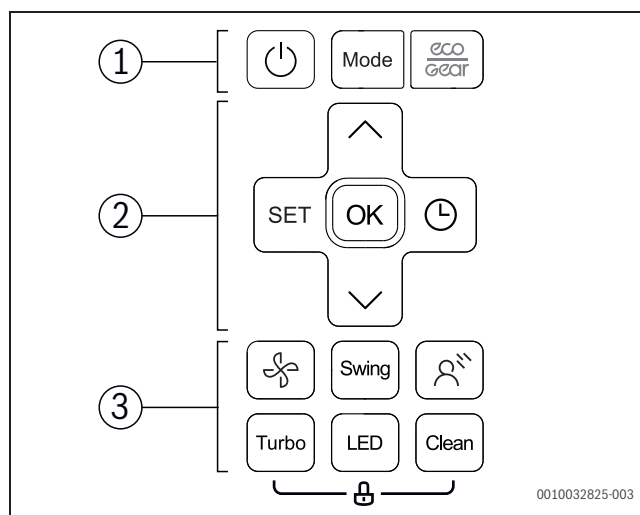 1
Mode
eco
Gear
2
SET OK
3
Swing
Turbo LED Clean
0010032825-003